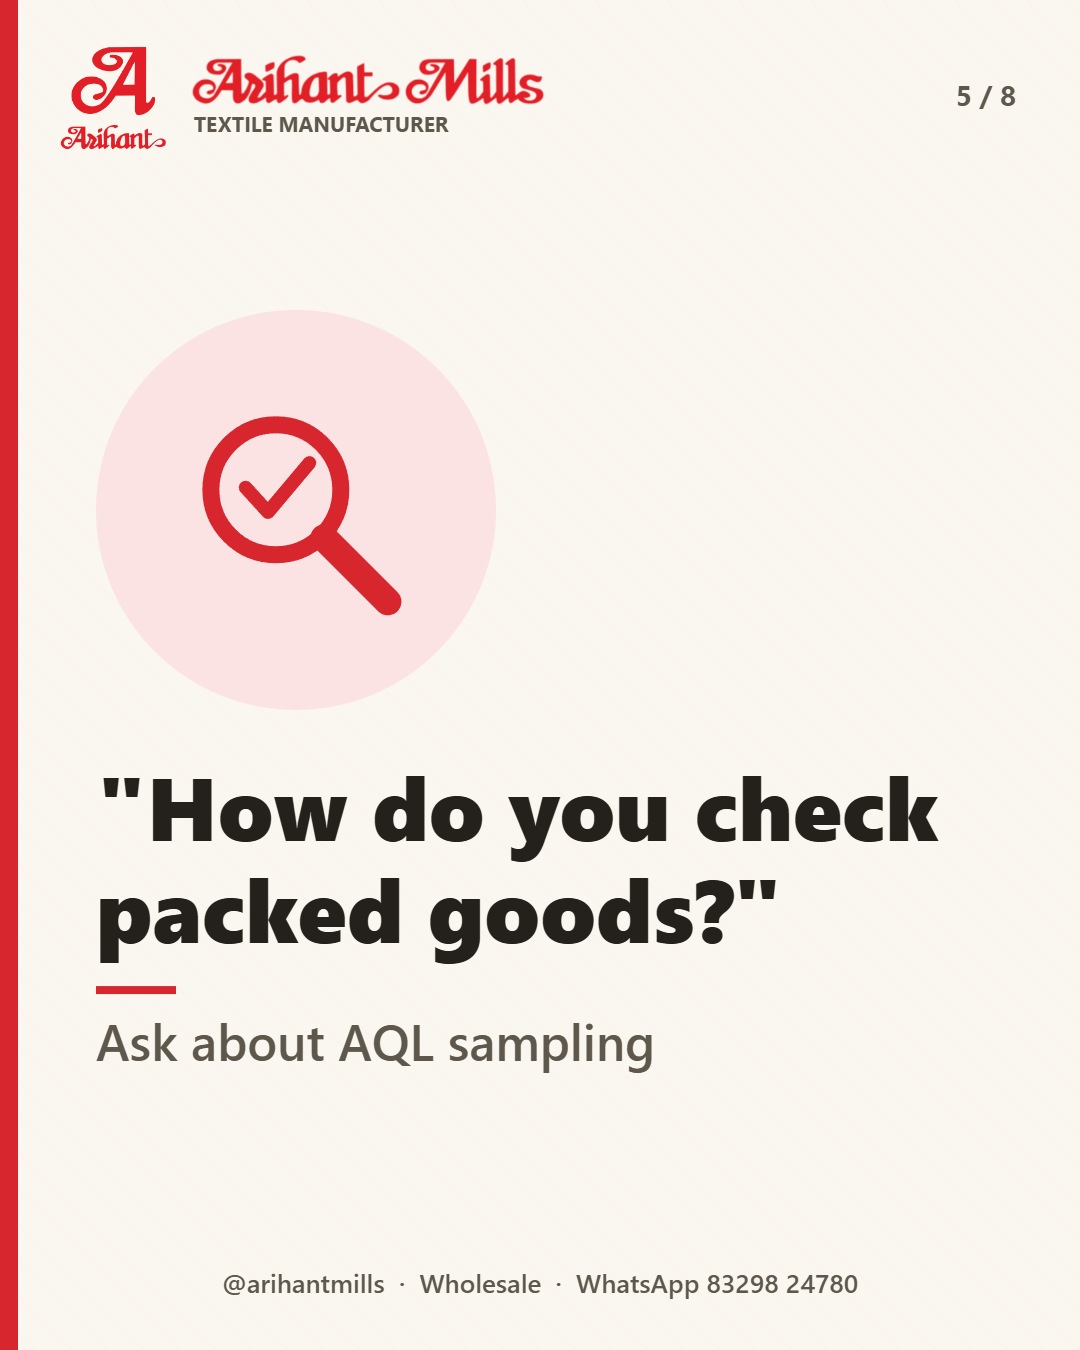 A
Arihant
Arihant Mills
TEXTILE MANUFACTURER
5 / 8
"How do you check
packed goods?"
Ask about AQL sampling
@arihantmills · Wholesale · WhatsApp 83298 24780